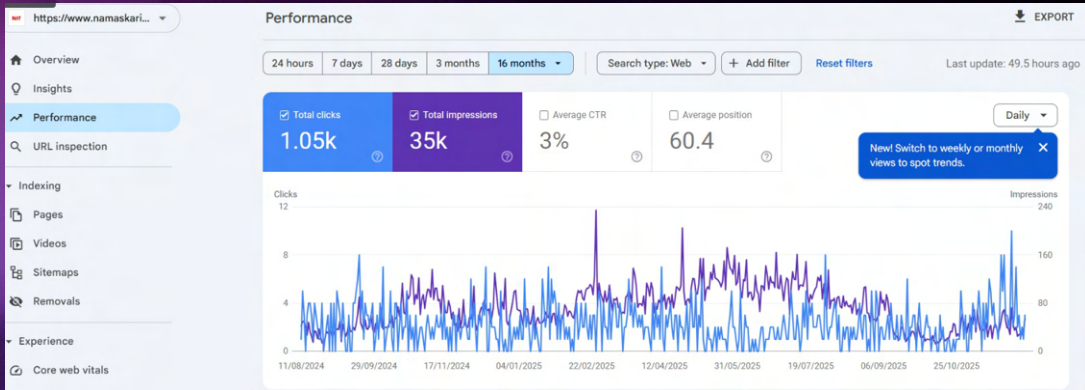 https://www.namaskari...
Performance
EXPORT
24 hours
7 days
28 days
3 months
16 months
Search type: Web
+ Add filter
Reset filters
Last update: 49.5 hours ago
Overview
Insights
Performance
URL inspection
Indexing
Pages
Videos
Sitemaps
Removals
Experience
Core web vitals
Total clicks
1.05k
Total impressions
35k
Average CTR
3%
Average position
60.4
Daily
New! Switch to weekly or monthly
views to spot trends.
Clicks
Impressions
12
8
4
0
240
160
80
0
11/08/2024
29/09/2024
17/11/2024
04/01/2025
22/02/2025
12/04/2025
31/05/2025
19/07/2025
06/09/2025
25/10/2025